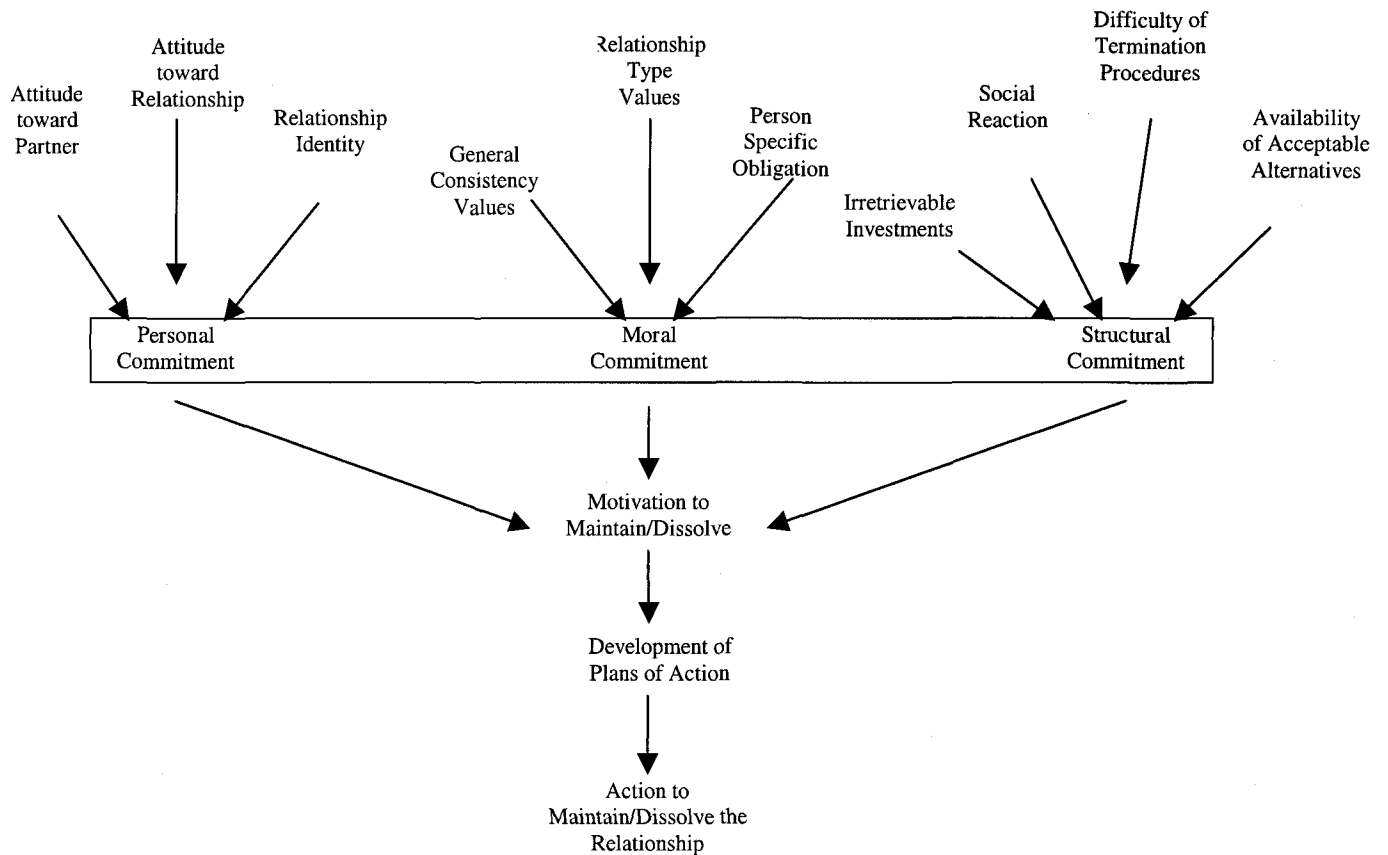 Attitude
toward
Partner
Attitude
toward
Relationship
Relationship
Identity
General
Consistency
Values
Relationship
Type
Values
Person
Specific
Obligation
Irretrievable
Investments
Social
Reaction
Difficulty of
Termination
Procedures
Availability
of Acceptable
Alternatives
Personal
Commitment
Moral
Commitment
Structural
Commitment
Motivation to
Maintain/Dissolve
Development of
Plans of Action
Action to
Maintain/Dissolve the
Relationship